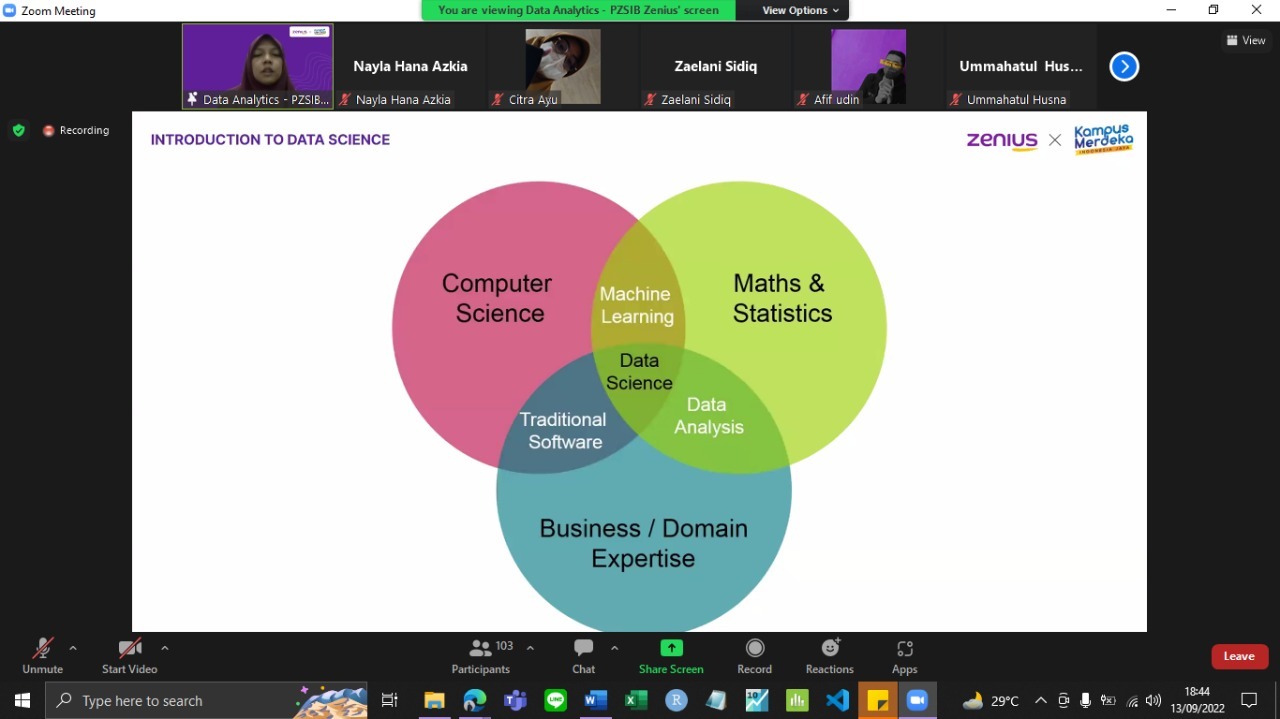 Zoom Meeting
You are viewing Data Analytics - PZSIB Zenius' screen
View Options
View
Nayla Hana Azkia
Zaelani Sidiq
Ummahatul Hus...
Data Analytics - PZSIB...
Nayla Hana Azkia
Citra Ayu
Zaelani Sidiq
Afif udin
Ummahatul Husna
Recording
INTRODUCTION TO DATA SCIENCE
zenius
Kampus
Merdeka
INDONESIA JAYA
Computer
Science
Machine
Learning
Maths &
Statistics
Data
Science
Traditional
Software
Data
Analysis
Business / Domain
Expertise
Unmute
Start Video
103
Participants
Chat
Share Screen
Record
Reactions
Apps
Leave
Type here to search
29°C
18:44
13/09/2022